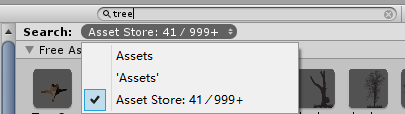 tree
Search: Asset Store: 41 / 999+
Free As
Assets
'Assets'
Asset Store: 41 / 999+